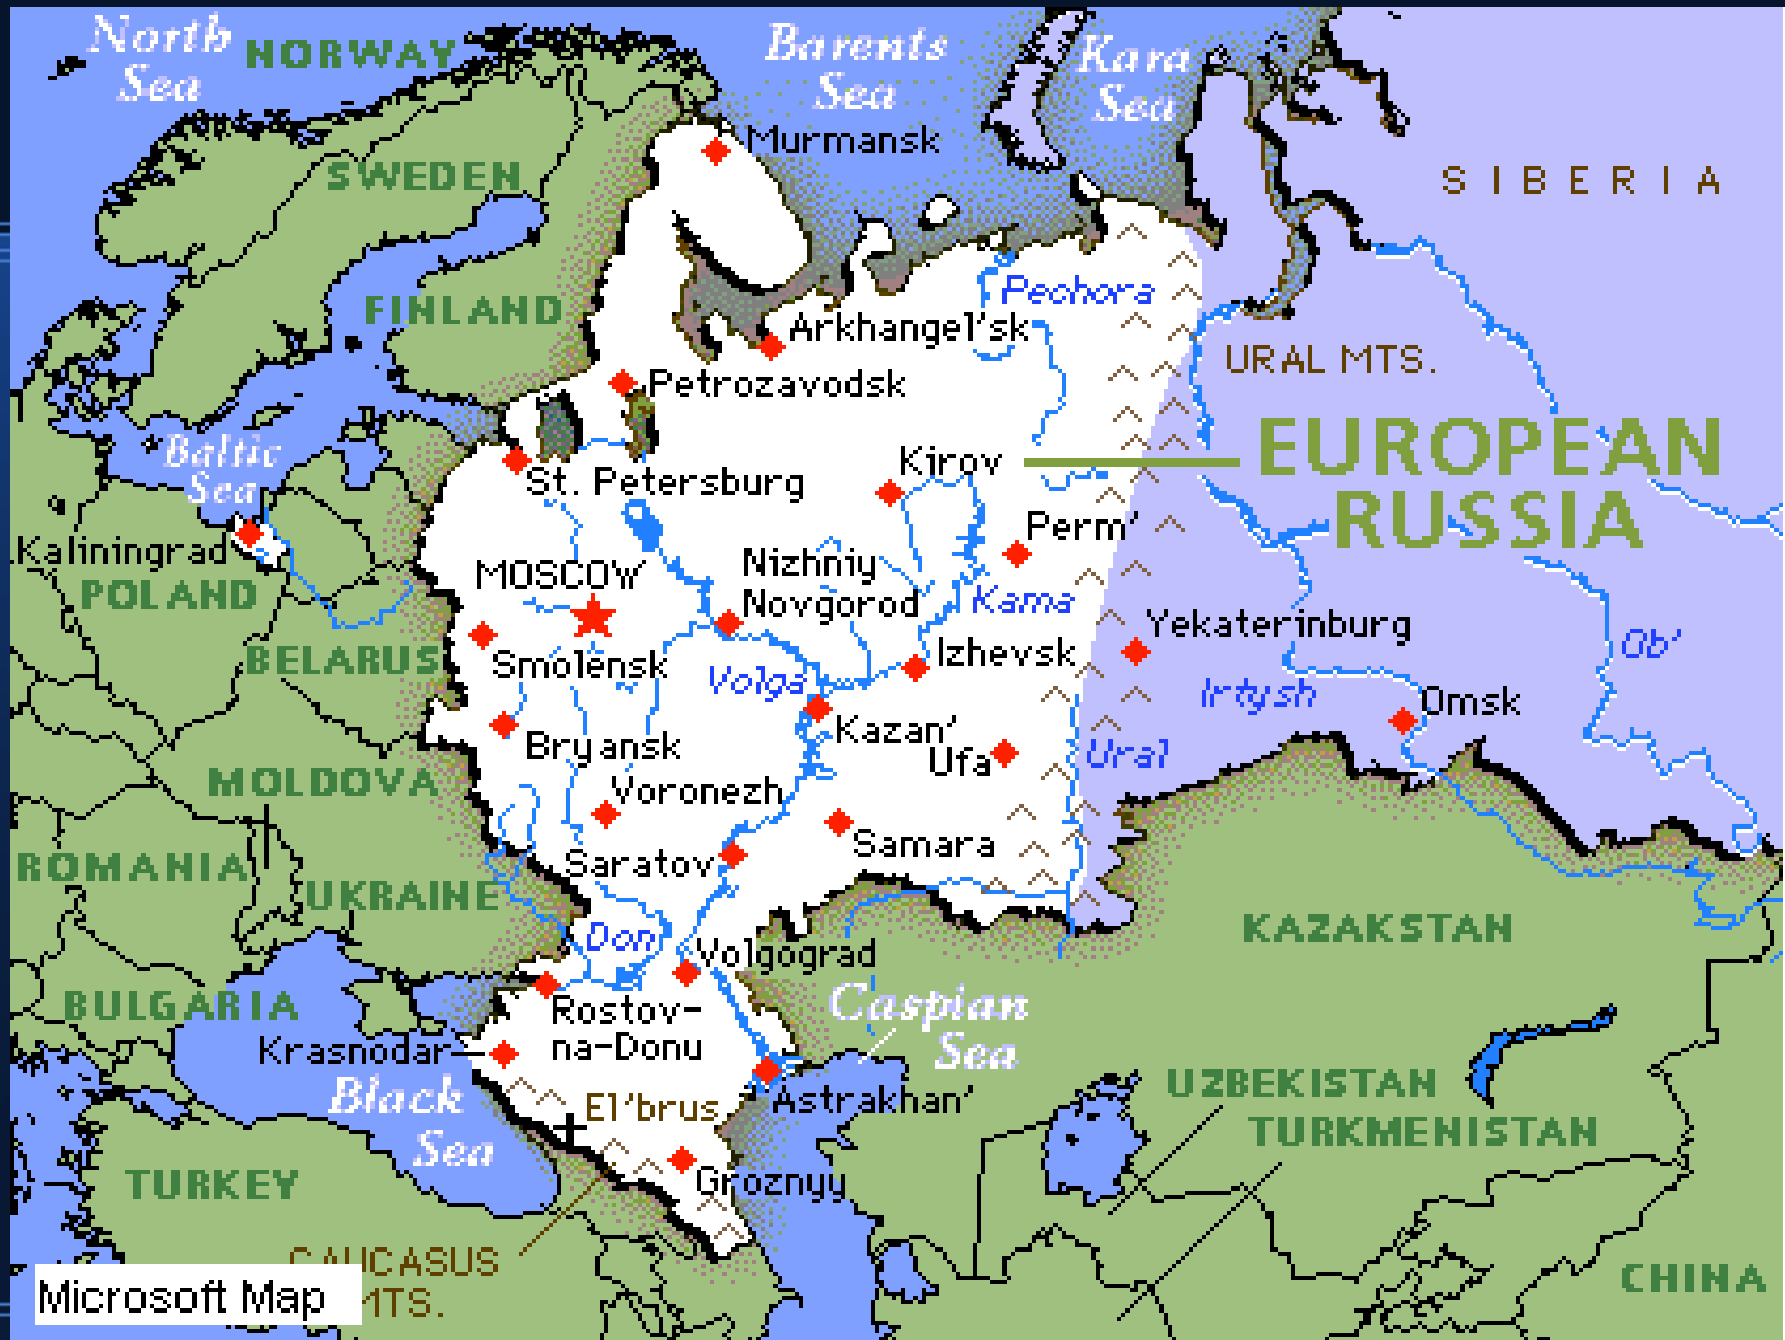 North
Sea
NORWAY
Barents
Sea
Kara
Sea
Murmansk
SWEDEN
SIBERIA
Pechora
FINLAND
Arkhangel'sk
URAL MTS.
Petrozavodsk
EUROPEAN
RUSSIA
Baltic
Sea
Kirov
St. Petersburg
Perm'
Kaliningrad
Nizhniy
Novgorod
MOSCOW
POLAND
Kama
Yekaterinburg
Ob'
BELARUS
Smolensk
Izhevsk
Volga
Irtysh
Omsk
Kazan'
Bryansk
Ufa
Ural
MOLDOVA
Voronezh
Samara
Saratov
ROMANIA
UKRAINE
KAZAKSTAN
Don
Volgograd
BULGARIA
Caspian
Sea
Rostov-
na-Donu
Krasnodar
UZBEKISTAN
Black
Sea
El'brus
Astrakhan'
TURKMENISTAN
TURKEY
Groznyy
CAUCASUS
MTS.
CHINA
Microsoft Map